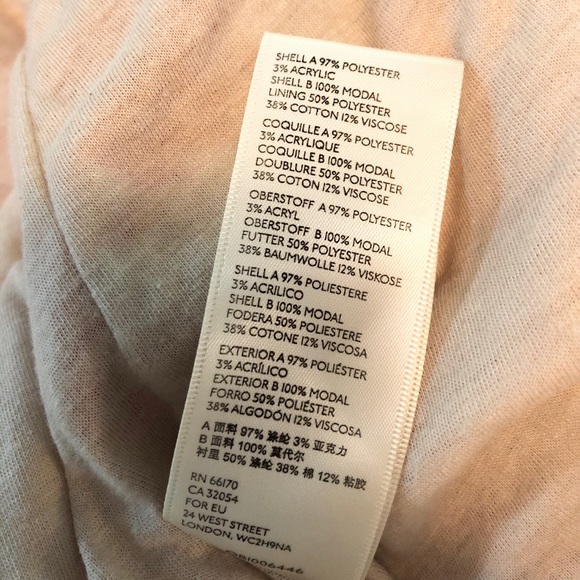 SHELL A 97% POLYESTER
3% ACRYLIC
SHELL B 100% MODAL
LINING 50% POLYESTER
38% COTTON 12% VISCOSE
COQUILLE A 97% POLYESTER
3% ACRYLIQUE
COQUILLE B 100% MODAL
DOUBLURE 50% POLYESTER
38% COTON 12% VISCOSE
OBERSTOFF A 97% POLYESTER
3% ACRYL
OBERSTOFF B 100% MODAL
FUTTER 50% POLYESTER
38% BAUMWOLLE 12% VISKOSE
SHELL A 97% POLIESTERE
3% ACRILICO
SHELL B 100% MODAL
FODERA 50% POLIESTERE
38% COTONE 12% VISCOSA
EXTERIOR A 97% POLIÉSTER
3% ACRÍLICO
EXTERIOR B 100% MODAL
FORRO 50% POLIÉSTER
38% ALGODÓN 12% VISCOSA
A 面料 97% 涤纶 3% 亚克力
B 面料 100% 莫代尔
衬里 50% 涤纶 38% 棉 12% 粘胶
RN 66170
CA 32054
FOR EU
24 WEST STREET
LONDON, WC2H9NA